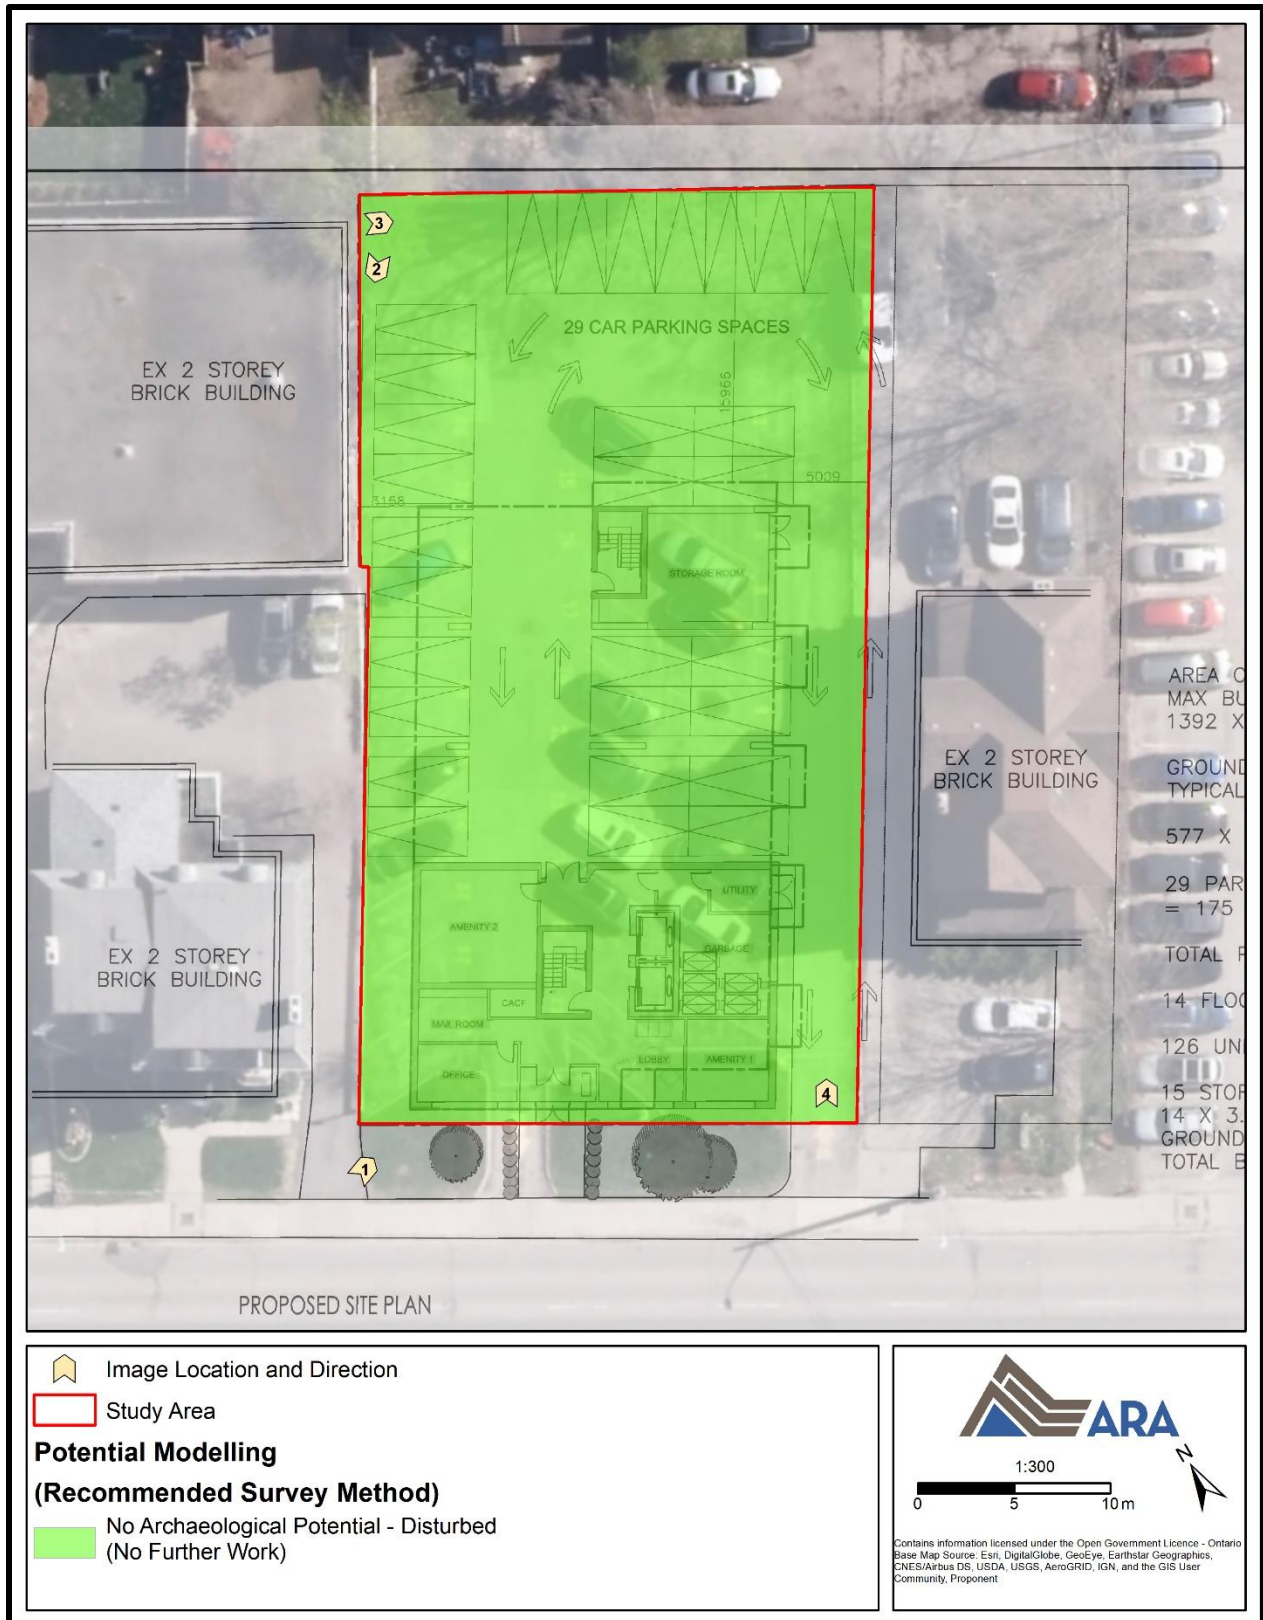 3
2
29 CAR PARKING SPACES
EX 2 STOREY
BRICK BUILDING
15966
5009
3158
STORAGE ROOM
EX 2 STOREY
BRICK BUILDING
AREA O
MAX BU
1392 X
GROUND
TYPICAL
577 X
29 PAR
= 175
TOTAL F
14 FLOO
126 UNI
15 STOR
14 X 3.
GROUND
TOTAL B
UTILITY
AMENITY 2
GARBAGE
EX 2 STOREY
BRICK BUILDING
CACF
MAIL ROOM
LOBBY
AMENITY 1
OFFICE
4
1
PROPOSED SITE PLAN
Image Location and Direction
Study Area
Potential Modelling
(Recommended Survey Method)
No Archaeological Potential - Disturbed
(No Further Work)
ARA
N
1:300
0 5 10 m
Contains information licensed under the Open Government Licence - Ontario
Base Map Source: Esri, DigitalGlobe, GeoEye, Earthstar Geographics,
CNES/Airbus DS, USDA, USGS, AeroGRID, IGN, and the GIS User
Community, Proponent